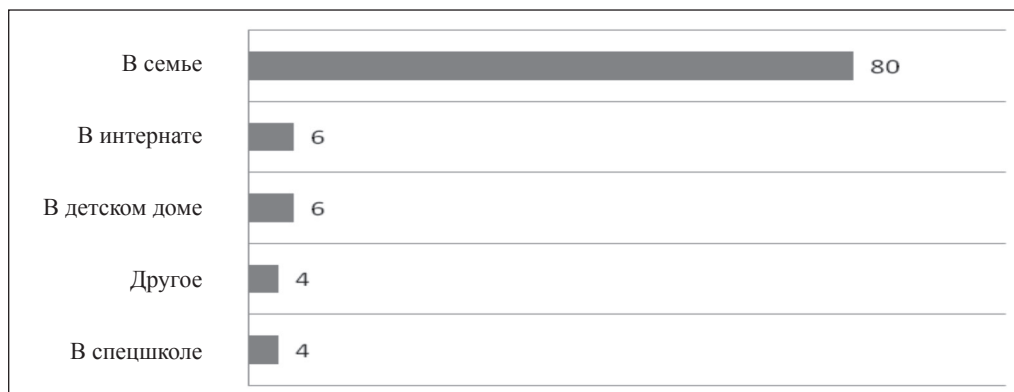 В семье 80
В интернате 6
В детском доме 6
Другое 4
В спецшколе 4